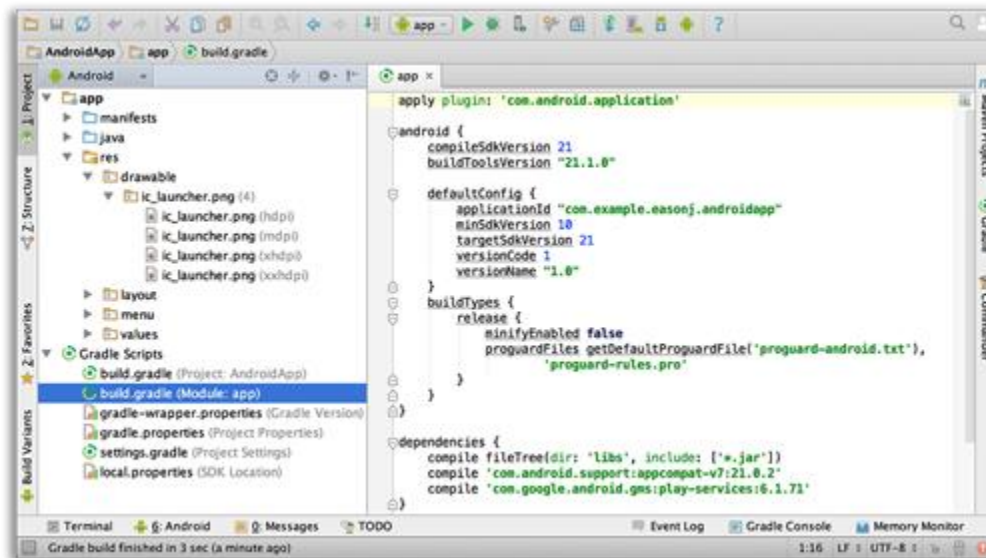 app
AndroidApp
app
build.gradle
Android
app
1: Project
Z: Structure
2: Favorites
Build Variants
app
manifests
java
res
drawable
ic_launcher.png (4)
ic_launcher.png (hdpi)
ic_launcher.png (mdpi)
ic_launcher.png (xhdpi)
ic_launcher.png (xxhdpi)
layout
menu
values
Gradle Scripts
build.gradle (Project: AndroidApp)
build.gradle (Module: app)
gradle-wrapper.properties (Gradle Version)
gradle.properties (Project Properties)
settings.gradle (Project Settings)
local.properties (SDK Location)
apply plugin: 'com.android.application'
android {
compileSdkVersion 21
buildToolsVersion "21.1.0"
defaultConfig {
applicationId "com.example.easonj.androidapp"
minSdkVersion 10
targetSdkVersion 21
versionCode 1
versionName "1.0"
}
buildTypes {
release {
minifyEnabled false
proguardFiles getDefaultProguardFile('proguard-android.txt'),
'proguard-rules.pro'
}
}
}
dependencies {
compile fileTree(dir: 'libs', include: ['*.jar'])
compile 'com.android.support:appcompat-v7:21.0.2'
compile 'com.google.android.gms:play-services:6.1.71'
}
Terminal
6: Android
0: Messages
TODO
Event Log
Gradle Console
Memory Monitor
Gradle build finished in 3 sec (a minute ago)
1:16
LF
UTF-8